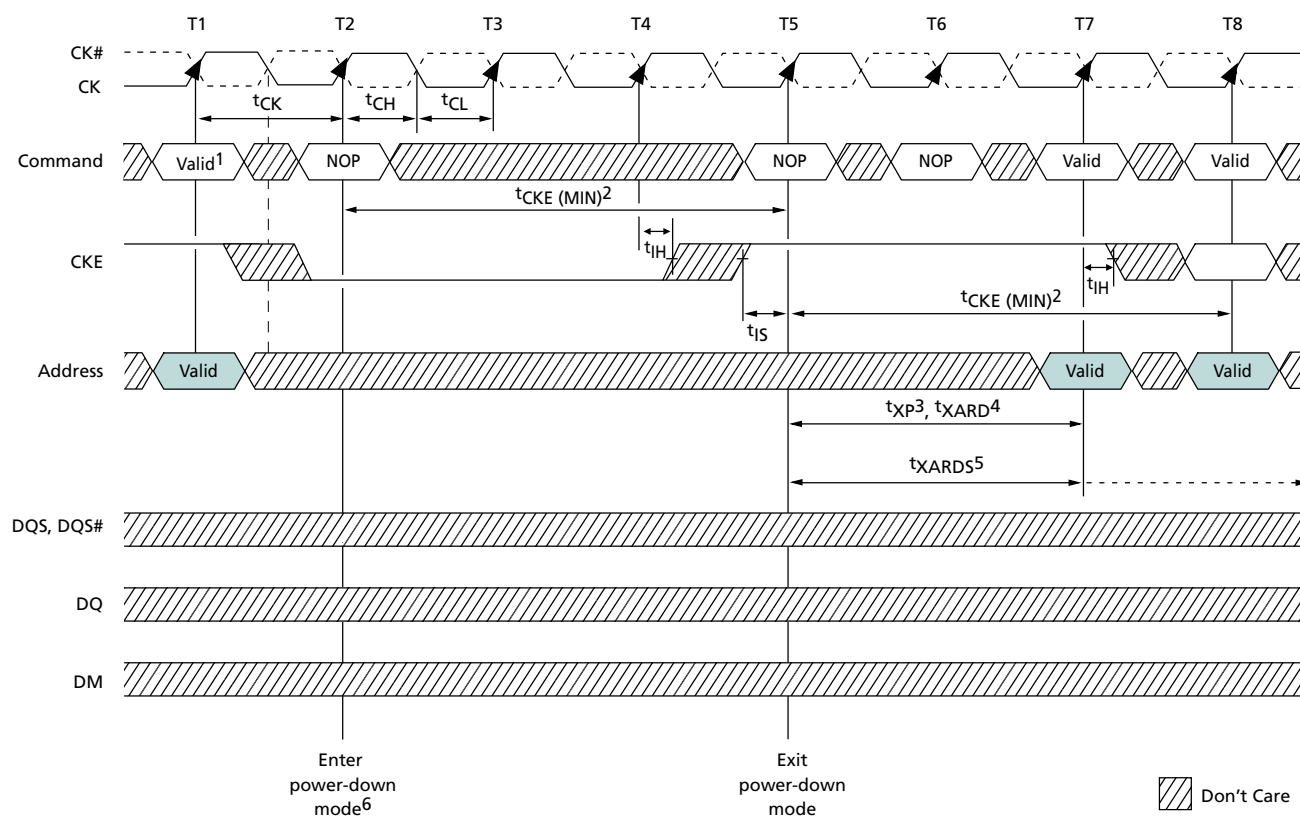 T1 T2 T3 T4 T5 T6 T7 T8
CK#
CK
tCK tCH tCL
Command Valid1 NOP NOP NOP Valid Valid
tCKE (MIN)2
tIH
CKE
tIH
tCKE (MIN)2
tIS
Address Valid Valid Valid
tXP3, tXARD4
tXARDS5
DQS, DQS#
DQ
DM
Enter
power-down
mode6
Exit
power-down
mode
Don't Care